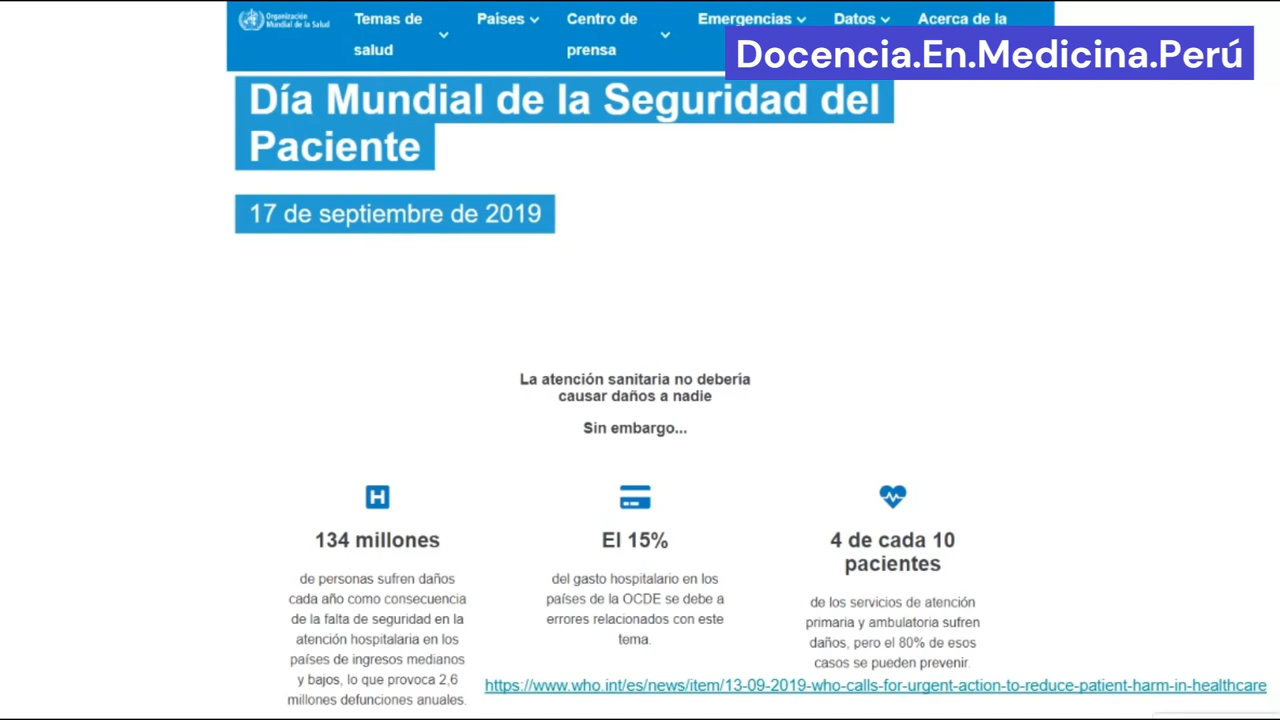 Organización
Mundial de la Salud
Temas de
salud
Países
Centro de
prensa
Emergencias
Datos
Acerca de la
Docencia.En.Medicina.Perú
Día Mundial de la Seguridad del
Paciente
17 de septiembre de 2019
La atención sanitaria no debería
causar daños a nadie
Sin embargo...
134 millones
de personas sufren daños
cada año como consecuencia
de la falta de seguridad en la
atención hospitalaria en los
países de ingresos medianos
y bajos, lo que provoca 2,6
millones defunciones anuales.
El 15%
del gasto hospitalario en los
países de la OCDE se debe a
errores relacionados con este
tema.
4 de cada 10
pacientes
de los servicios de atención
primaria y ambulatoria sufren
daños, pero el 80% de esos
casos se pueden prevenir.
https://www.who.int/es/news/item/13-09-2019-who-calls-for-urgent-action-to-reduce-patient-harm-in-healthcare